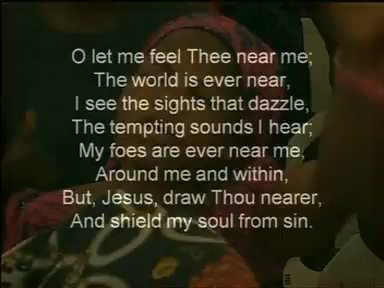 O let me feel Thee near me;
The world is ever near,
I see the sights that dazzle,
The tempting sounds I hear;
My foes are ever near me,
Around me and within,
But, Jesus, draw Thou nearer,
And shield my soul from sin.